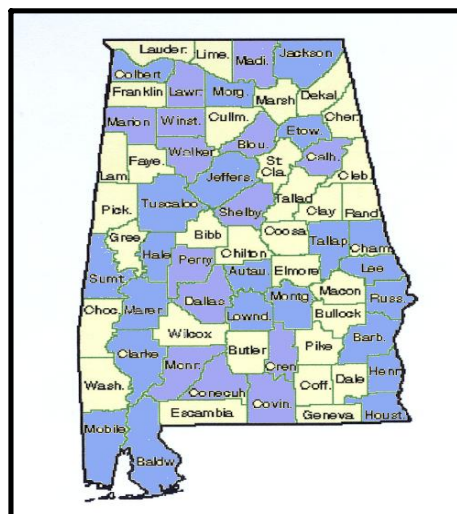 Lauder.
Lime.
Madi.
Jackson
Colbert
Franklin
Lawr.
Morg.
Marsh
Dekal.
Marion
Winst.
Cullm.
Cher.
Blou.
Etow.
Walker
St.
Cla.
Calh.
Lam.
Faye.
Jeffers.
Cleb.
Tuscaloo
Shelby
Tallad
Pick.
Clay
Rand.
Bibb
Coosa
Gree
Chilton
Tallap
Cham.
Hale
Perry
Autau.
Elmore
Lee
Sumt.
Macon
Dallas
Montg.
Russ.
Choc.
Marer
Lownd.
Bullock
Wilcox
Barb.
Clarke
Butler
Pike
Monr.
Cren
Henr
Wash.
Conecuh
Coff.
Dale
Covin.
Escambia
Geneva
Houst.
Mobile
Baldw